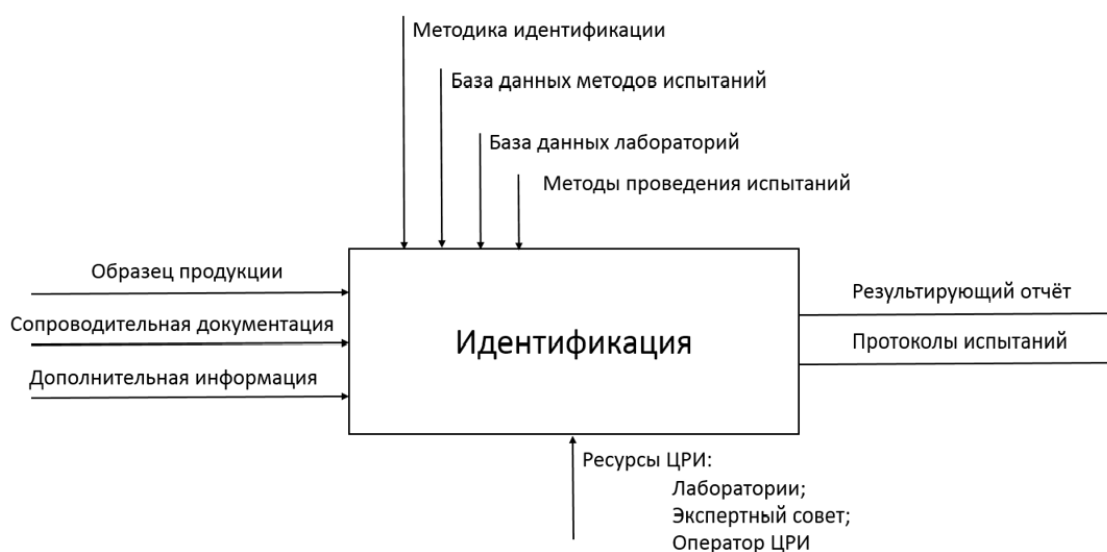 Методика идентификации
База данных методов испытаний
База данных лабораторий
Методы проведения испытаний
Образец продукции
Сопроводительная документация
Дополнительная информация
Идентификация
Результирующий отчёт
Протоколы испытаний
Ресурсы ЦРИ:
Лаборатории;
Экспертный совет;
Оператор ЦРИ